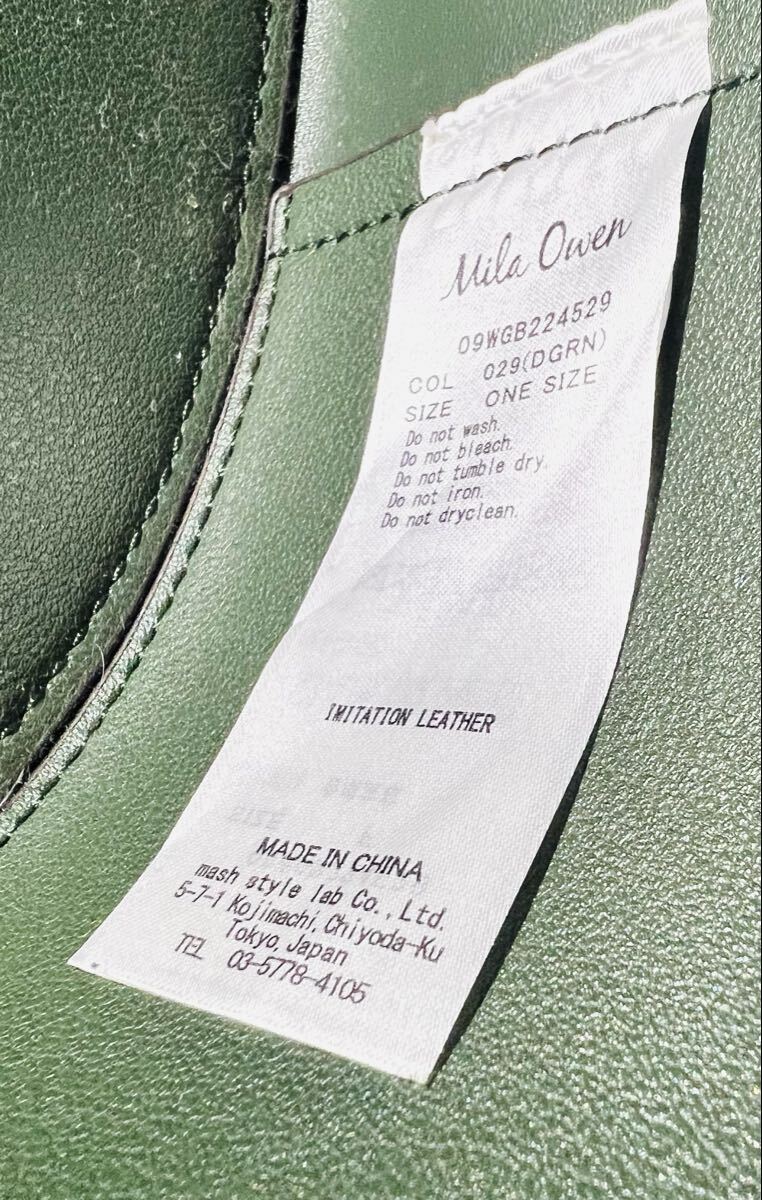 Mila Owen
09WGB224529
COL 029(DGRN)
SIZE ONE SIZE
Do not wash.
Do not bleach.
Do not tumble dry.
Do not iron.
Do not dryclean.
IMITATION LEATHER
MADE IN CHINA
mash style lab Co., Ltd.
5-7-1 Kojimachi, Chiyoda-Ku
Tokyo, Japan
TEL 03-5778-4105